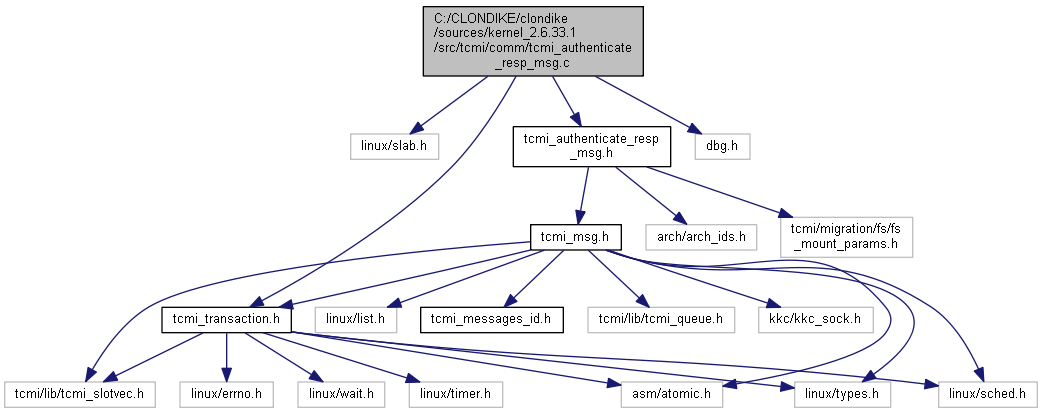 C:/CLONDIKE/clondike
/sources/kernel_2.6.33.1
/src/tcmi/comm/tcmi_authenticate
_resp_msg.c
linux/slab.h
tcmi_authenticate_resp
_msg.h
dbg.h
tcmi_msg.h
arch/arch_ids.h
tcmi/migration/fs/fs
_mount_params.h
tcmi_transaction.h
linux/list.h
tcmi_messages_id.h
tcmi/lib/tcmi_queue.h
kkc/kkc_sock.h
tcmi/lib/tcmi_slotvec.h
linux/errno.h
linux/wait.h
linux/timer.h
asm/atomic.h
linux/types.h
linux/sched.h